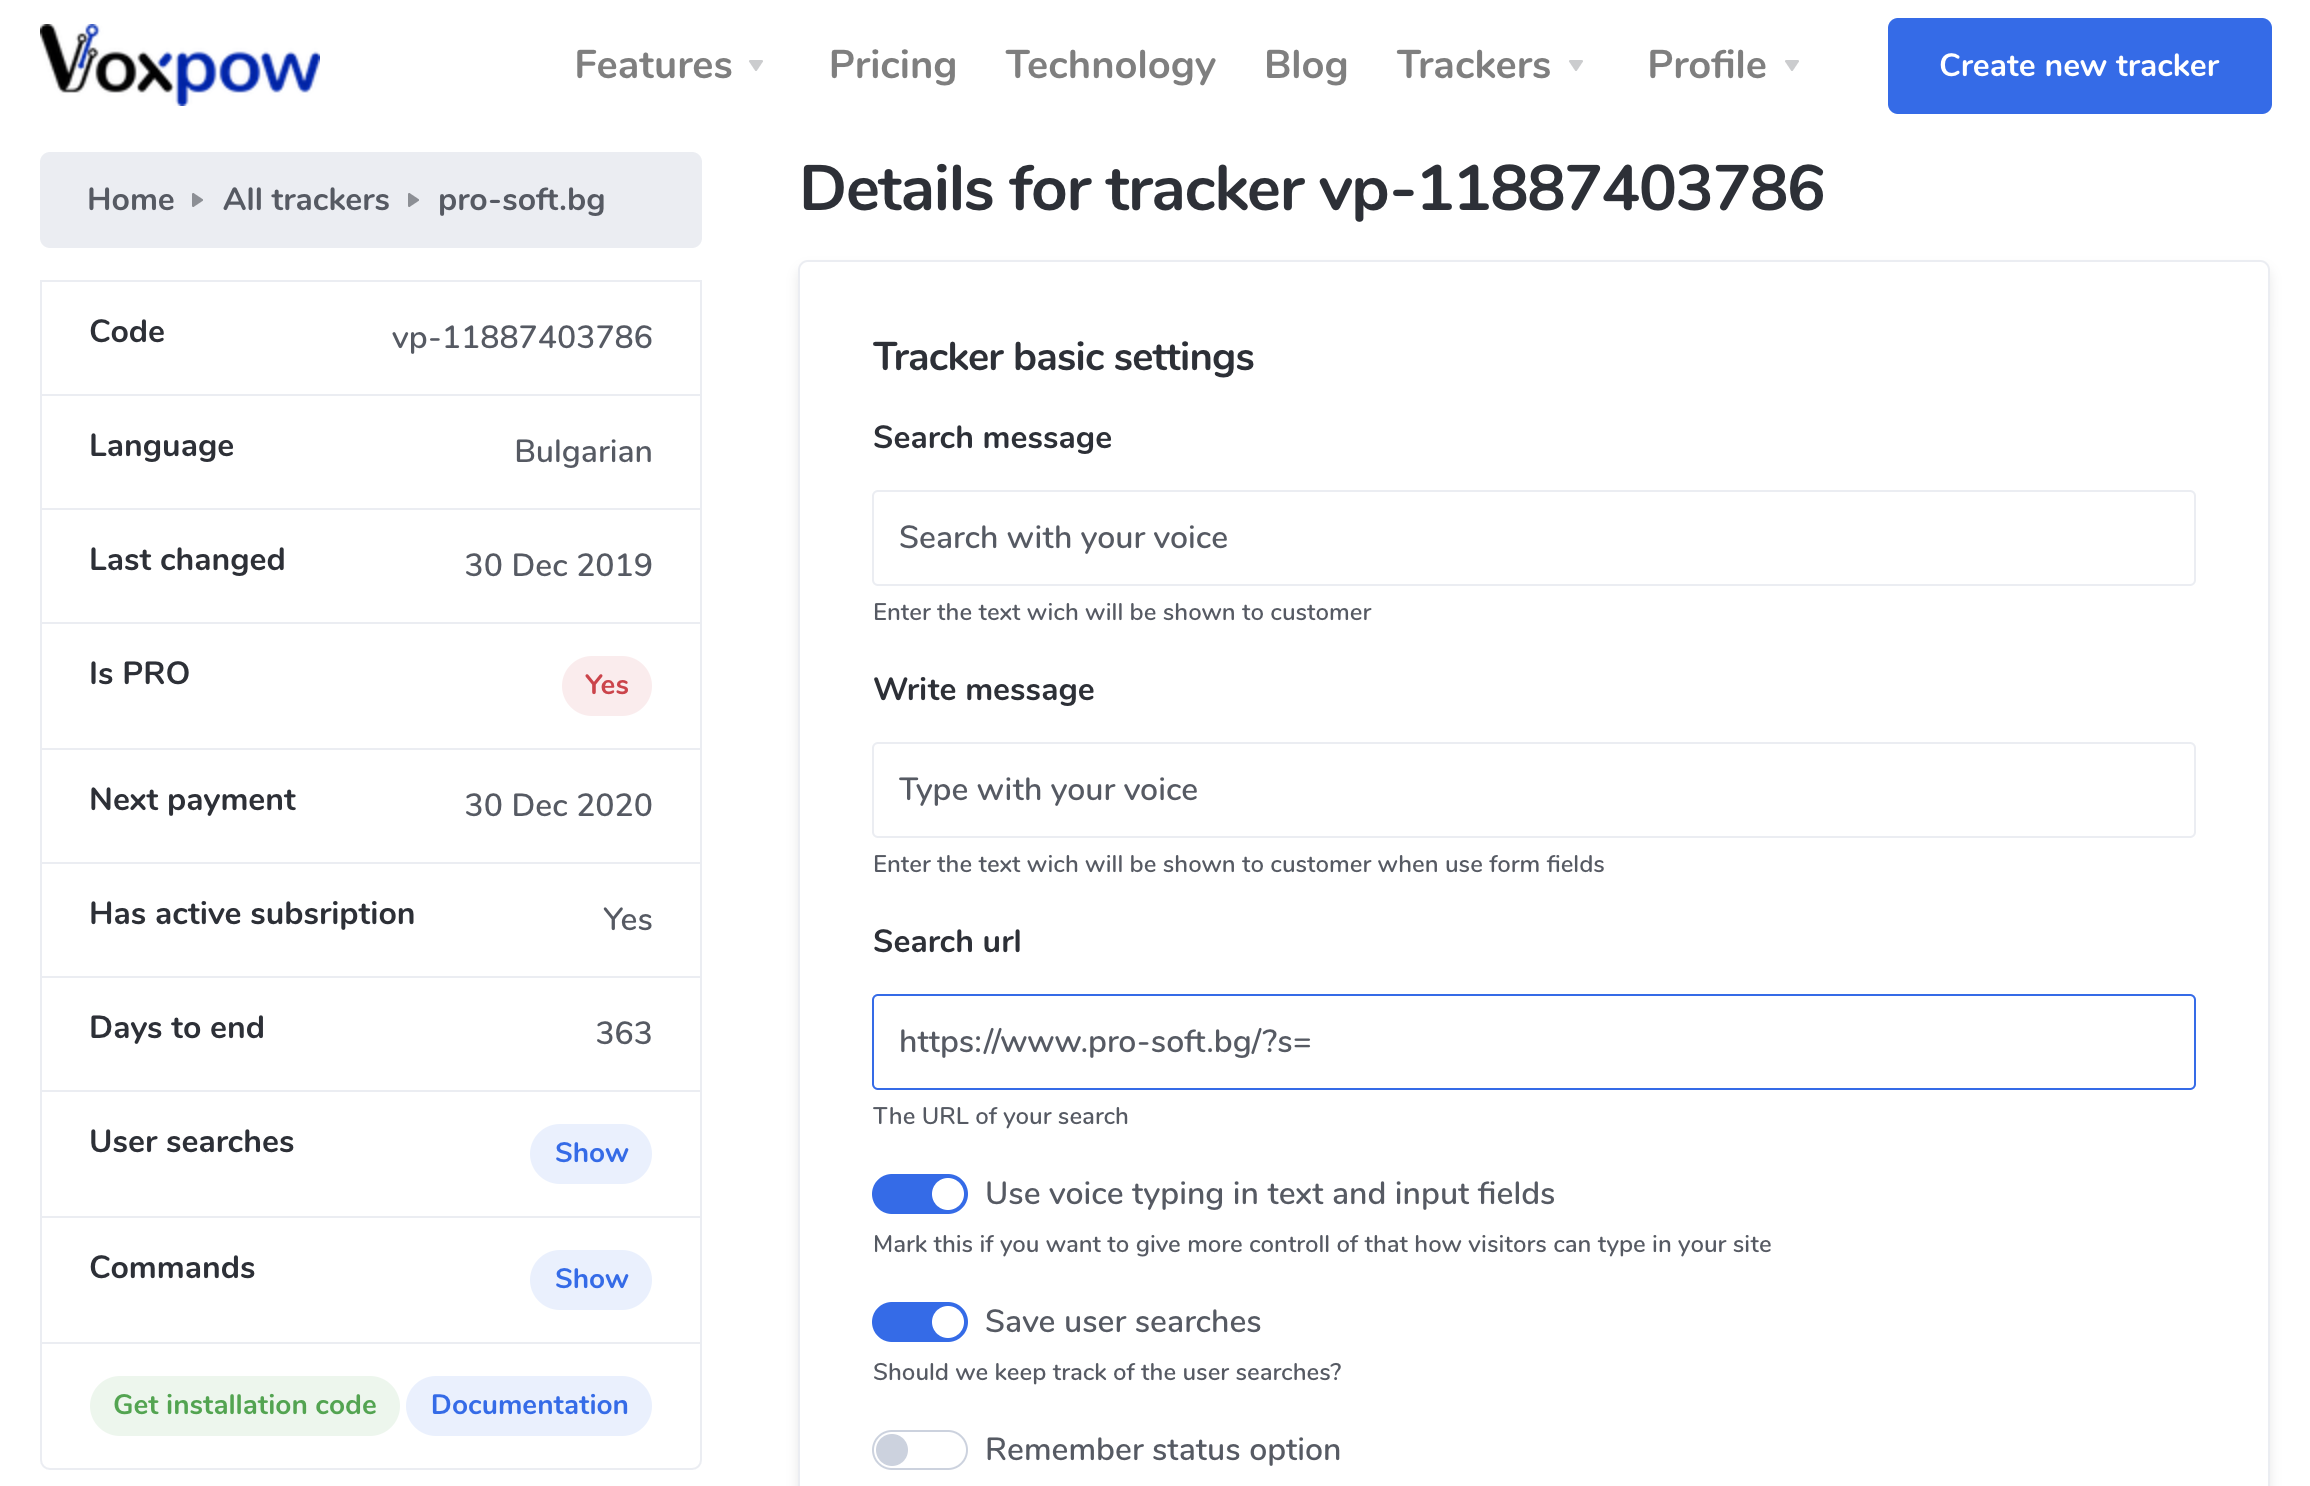 Voxpow
Features
Pricing
Technology
Blog
Trackers
Profile
Create new tracker
Home
All trackers
pro-soft.bg
Code
vp-11887403786
Language
Bulgarian
Last changed
30 Dec 2019
Is PRO
Yes
Next payment
30 Dec 2020
Has active subsription
Yes
Days to end
363
User searches
Show
Commands
Show
Get installation code
Documentation
Details for tracker vp-11887403786
Tracker basic settings
Search message
Search with your voice
Enter the text wich will be shown to customer
Write message
Type with your voice
Enter the text wich will be shown to customer when use form fields
Search url
https://www.pro-soft.bg/?s=
The URL of your search
Use voice typing in text and input fields
Mark this if you want to give more controll of that how visitors can type in your site
Save user searches
Should we keep track of the user searches?
Remember status option